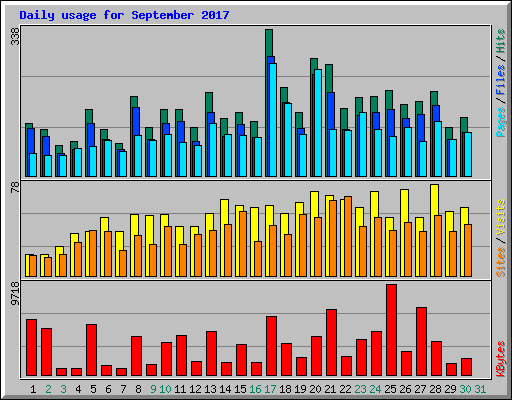 Daily usage for September 2017
338
Pages / Files / Hits
78
Sites / Visits
9718
KBytes
1 2 3 4 5 6 7 8 9 10 11 12 13 14 15 16 17 18 19 20 21 22 23 24 25 26 27 28 29 30 31